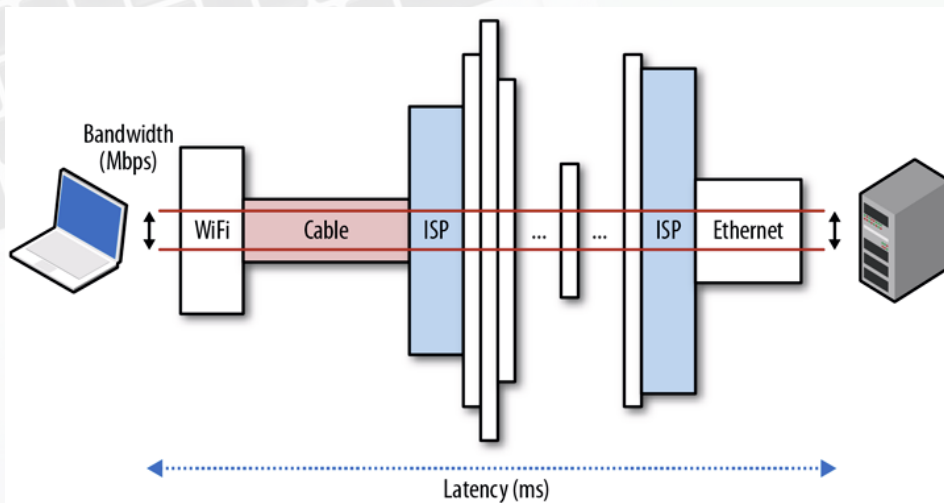 Bandwidth
(Mbps)
WiFi
Cable
ISP
...
...
ISP
Ethernet
Latency (ms)